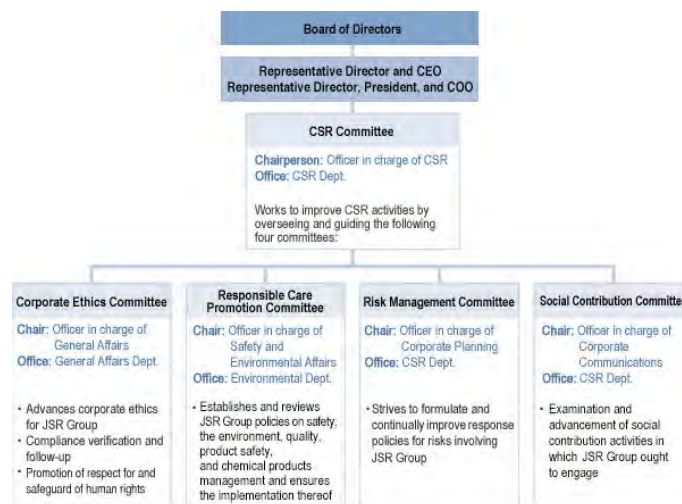 Board of Directors
Representative Director and CEO
Representative Director, President, and COO
CSR Committee
Chairperson: Officer in charge of CSR
Office: CSR Dept.
Works to improve CSR activities by
overseeing and guiding the following
four committees:
Corporate Ethics Committee
Chair: Officer in charge of
General Affairs
Office: General Affairs Dept.
• Advances corporate ethics
for JSR Group
• Compliance verification and
follow-up
• Promotion of respect for and
safeguard of human rights
Responsible Care
Promotion Committee
Chair: Officer in charge of
Safety and
Environmental Affairs
Office: Environmental Dept.
• Establishes and reviews
JSR Group policies on safety,
the environment, quality,
product safety,
and chemical products
management and ensures
the implementation thereof
Risk Management Committee
Chair: Officer in charge of
Corporate Planning
Office: CSR Dept.
• Strives to formulate and
continually improve response
policies for risks involving
JSR Group
Social Contribution Committe
Chair: Officer in charge of
Corporate
Communications
Office: CSR Dept.
• Examination and
advancement of social
contribution activities in
which JSR Group ought
to engage